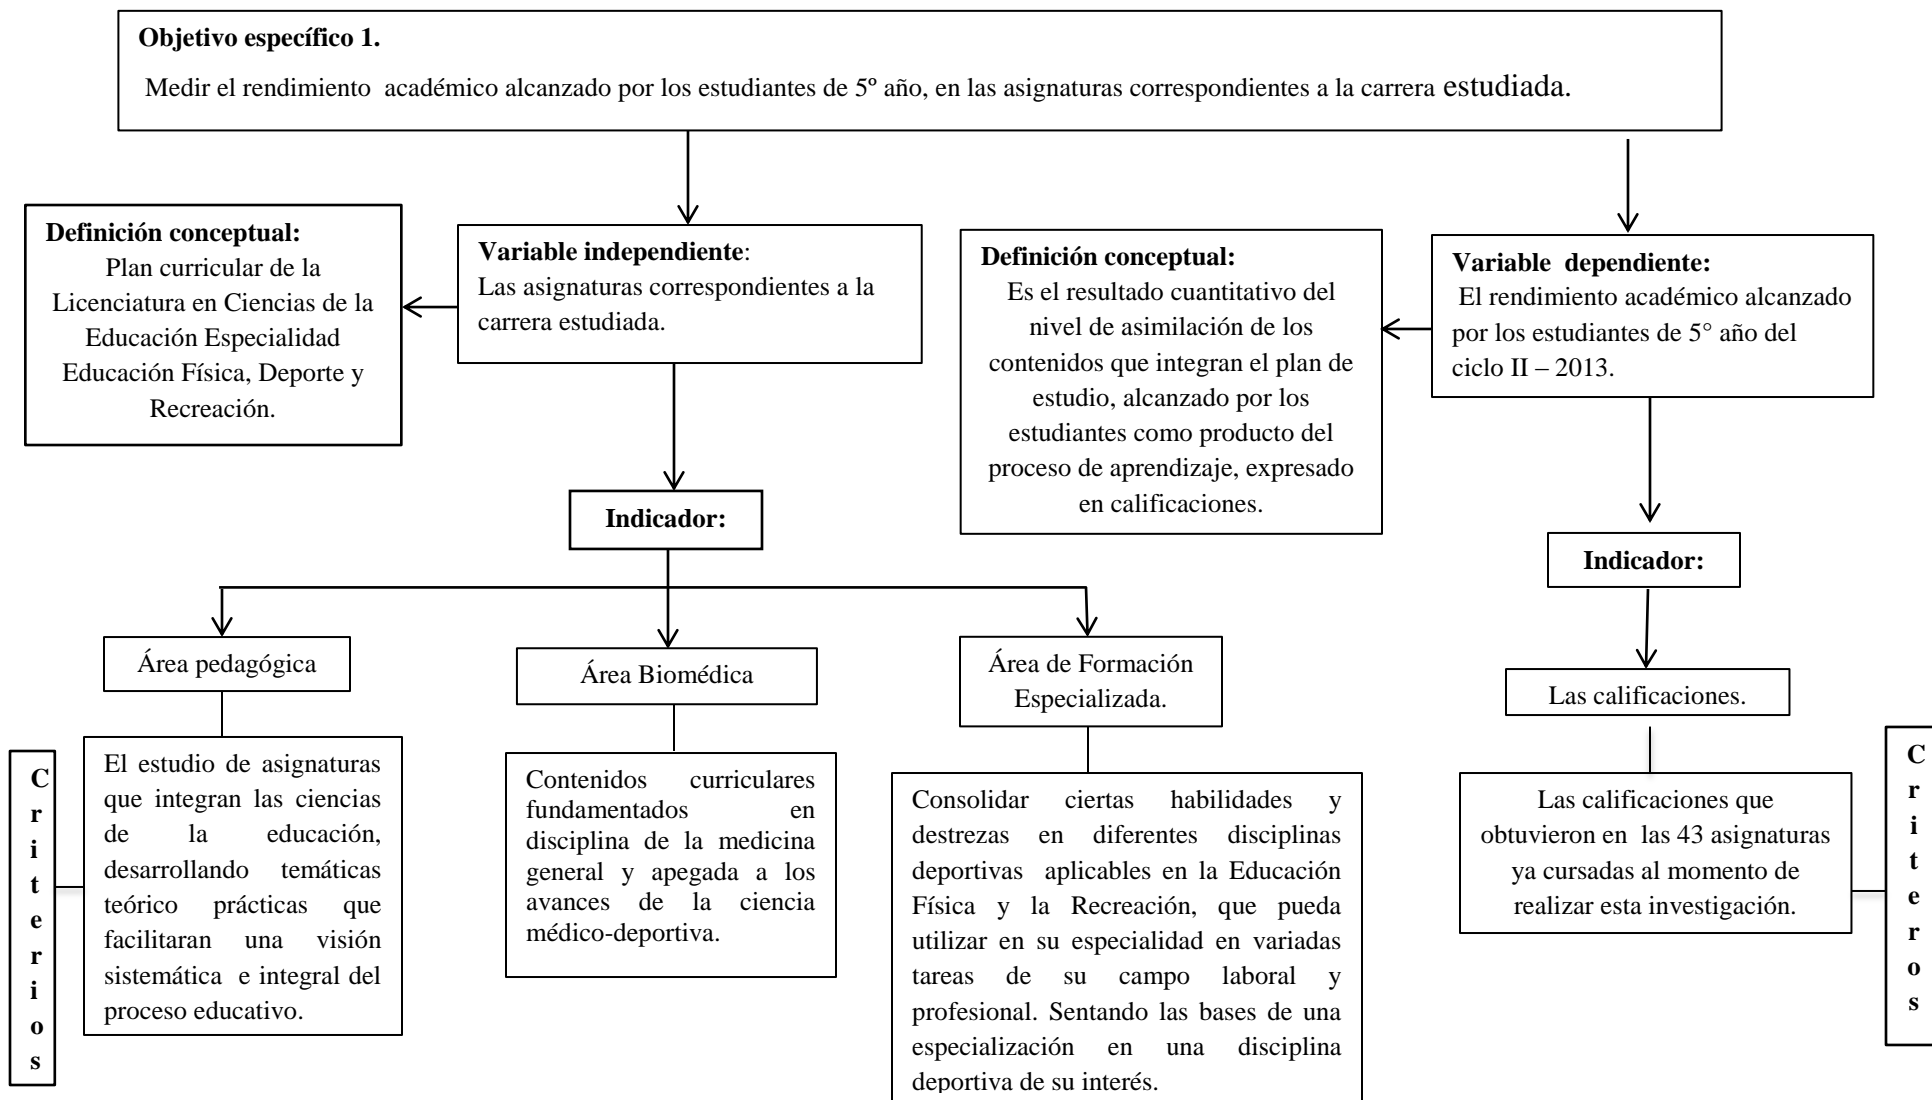 Objetivo específico 1.
Medir el rendimiento académico alcanzado por los estudiantes de 5º año, en las asignaturas correspondientes a la carrera estudiada.
Definición conceptual:
Plan curricular de la
Licenciatura en Ciencias de la
Educación Especialidad
Educación Física, Deporte y
Recreación.
Variable independiente:
Las asignaturas correspondientes a la
carrera estudiada.
Definición conceptual:
Es el resultado cuantitativo del
nivel de asimilación de los
contenidos que integran el plan de
estudio, alcanzado por los
estudiantes como producto del
proceso de aprendizaje, expresado
en calificaciones.
Variable dependiente:
El rendimiento académico alcanzado
por los estudiantes de 5° año del
ciclo II – 2013.
Indicador:
Indicador:
Área pedagógica
Área Biomédica
Área de Formación
Especializada.
Las calificaciones.
Criterios
El estudio de asignaturas
que integran las ciencias
de la educación,
desarrollando temáticas
teórico prácticas que
facilitaran una visión
sistemática e integral del
proceso educativo.
Contenidos curriculares
fundamentados en
disciplina de la medicina
general y apegada a los
avances de la ciencia
médico-deportiva.
Consolidar ciertas habilidades y
destrezas en diferentes disciplinas
deportivas aplicables en la Educación
Física y la Recreación, que pueda
utilizar en su especialidad en variadas
tareas de su campo laboral y
profesional. Sentando las bases de una
especialización en una disciplina
deportiva de su interés.
Las calificaciones que
obtuvieron en las 43 asignaturas
ya cursadas al momento de
realizar esta investigación.
Criteros